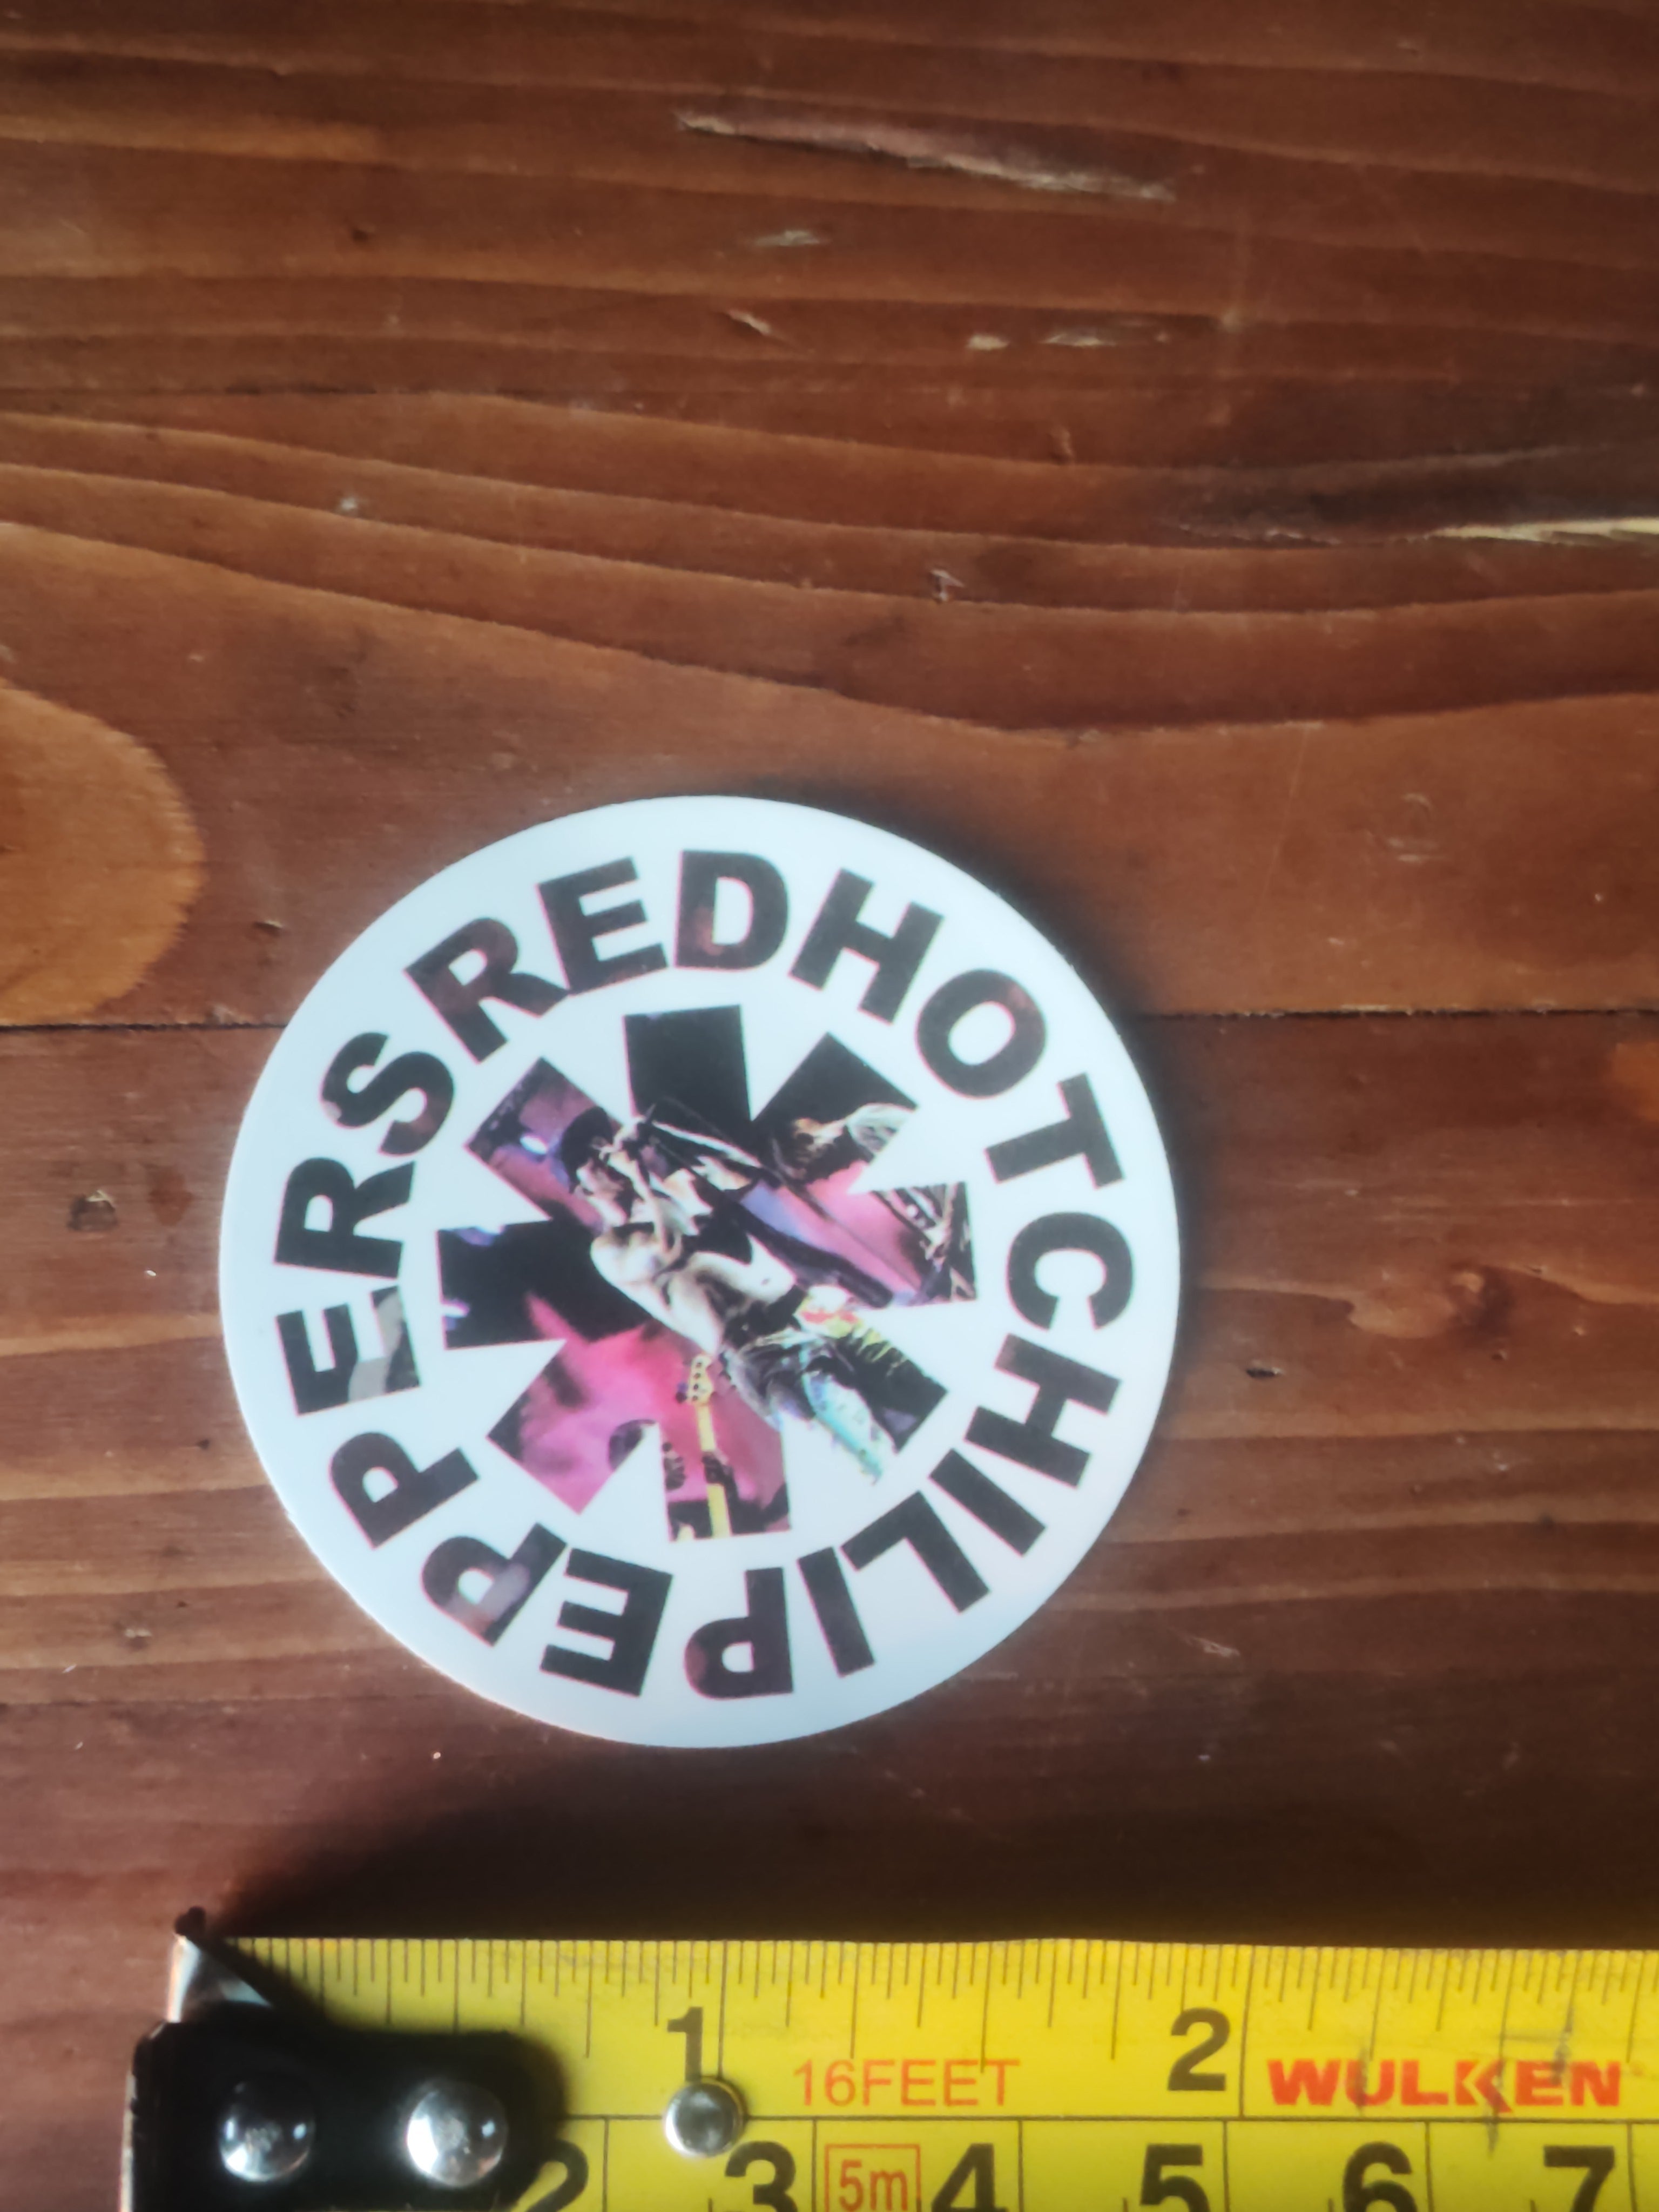 REDHOTCHILIPEPPERS
1 2
16FEET WULKEN
2 3 5m 4 5 6 7